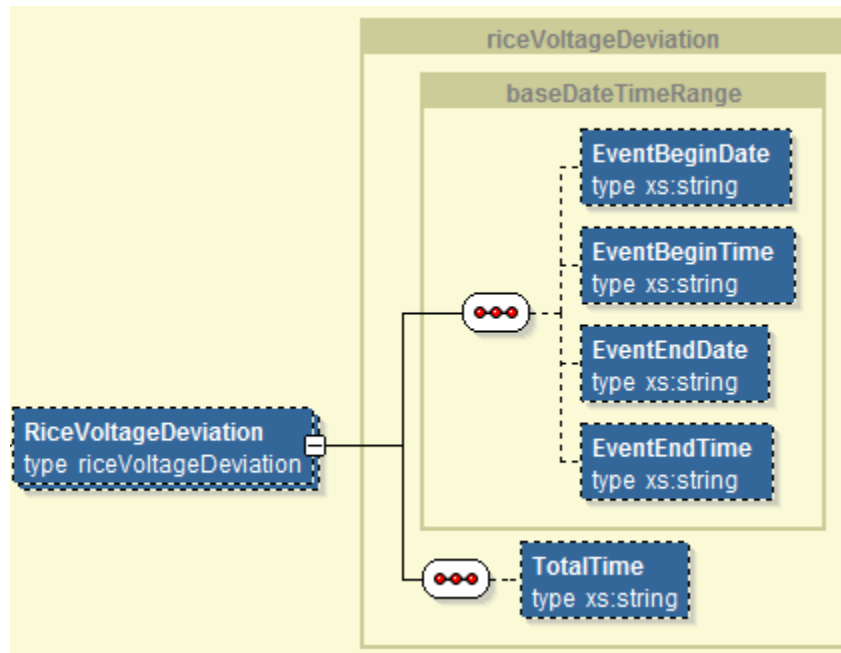 riceVoltageDeviation
baseDateTimeRange
EventBeginDate
type xs:string
EventBeginTime
type xs:string
EventEndDate
type xs:string
EventEndTime
type xs:string
RiceVoltageDeviation
type riceVoltageDeviation
TotalTime
type xs:string